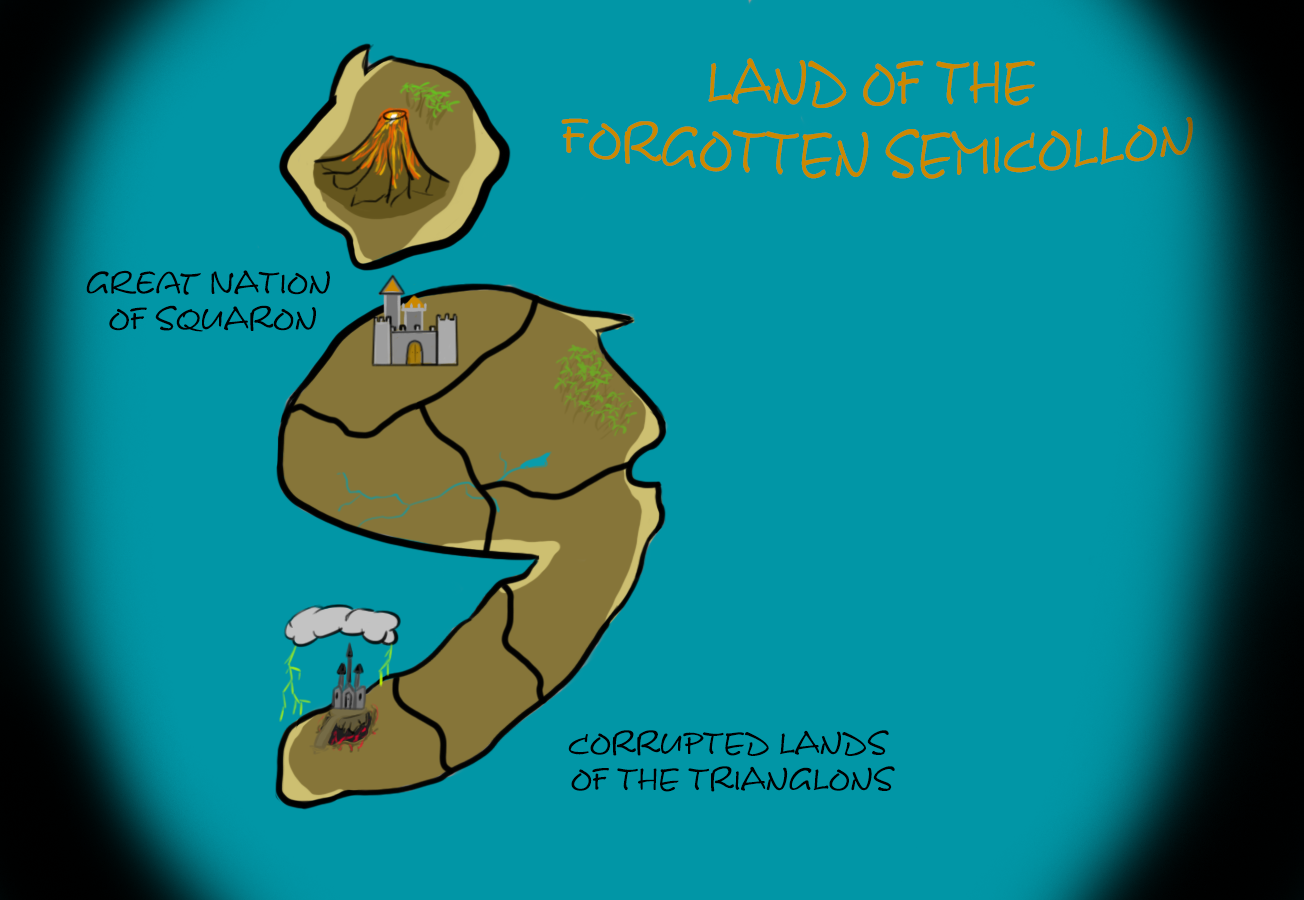 LAND OF THE
FORGOTTEN SEMICOLLON
GREAT NATION
OF SQUARON
CORRUPTED LANDS
OF THE TRIANGLONS